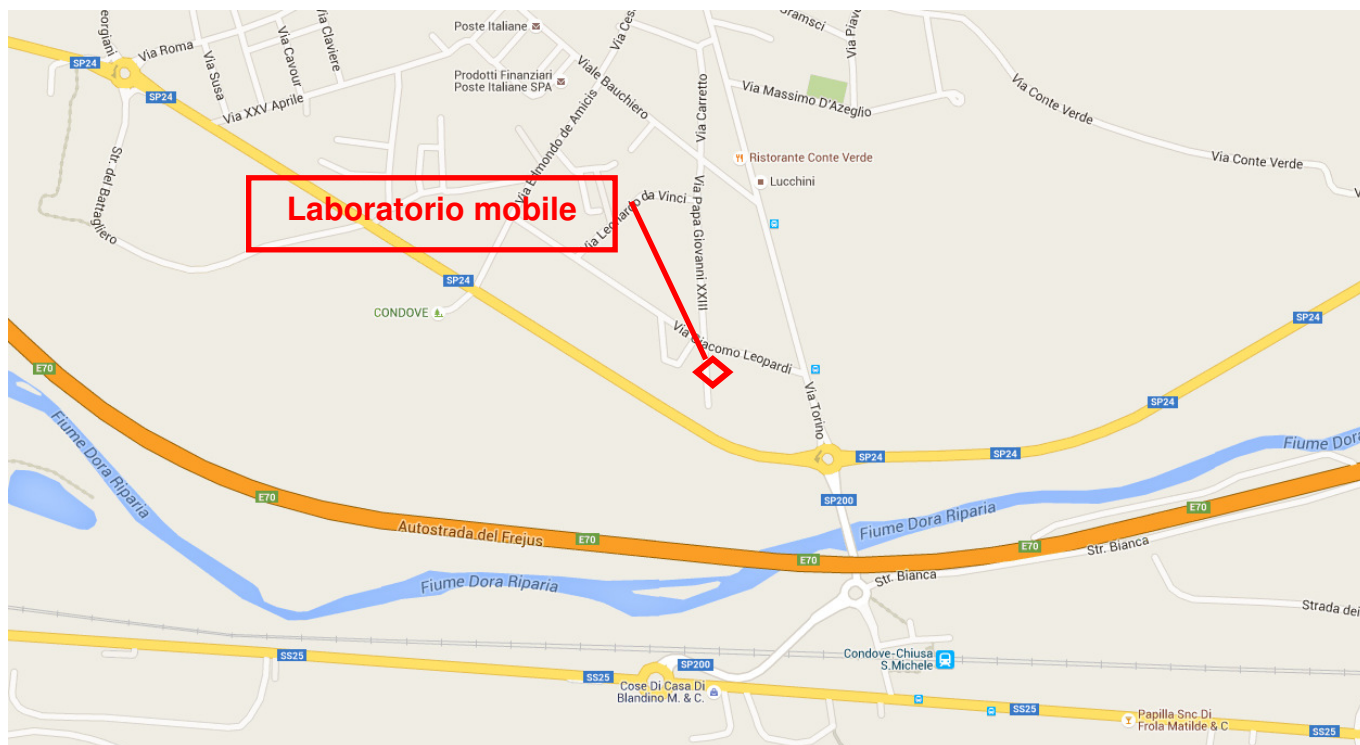 Gramsci
Poste Italiane
Via Roma
Via Claviere
Via Cavour
Via Susa
SP24
SP24
Prodotti Finanziari
Poste Italiane SPA
Viale Bauchiero
Via Carretto
Via Massimo D'Azeglio
Via Conte Verde
Via Conte Verde
Via XXV Aprile
Via Edmondo de Amicis
Str. del Battagliero
Ristorante Conte Verde
Lucchini
Laboratorio mobile
Via Leonardo da Vinci
Via Papa Giovanni XXIII
SP24
CONDOVE
SP24
Via Giacomo Leopardi
E70
Via Torino
SP24
Fiume Dora Riparia
SP24
SP24
Fiume Dora
E70
SP200
E70
Autostrada del Frejus
E70
Fiume Dora Riparia
E70
E70
Str. Bianca
Fiume Dora Riparia
Str. Bianca
Strada dei
SS25
Condove-Chiusa
S.Michele
SP200
SS25
Cose Di Casa Di
Blandino M. & C.
SS25
Papilla Snc Di
Frola Matilde & C
SS25